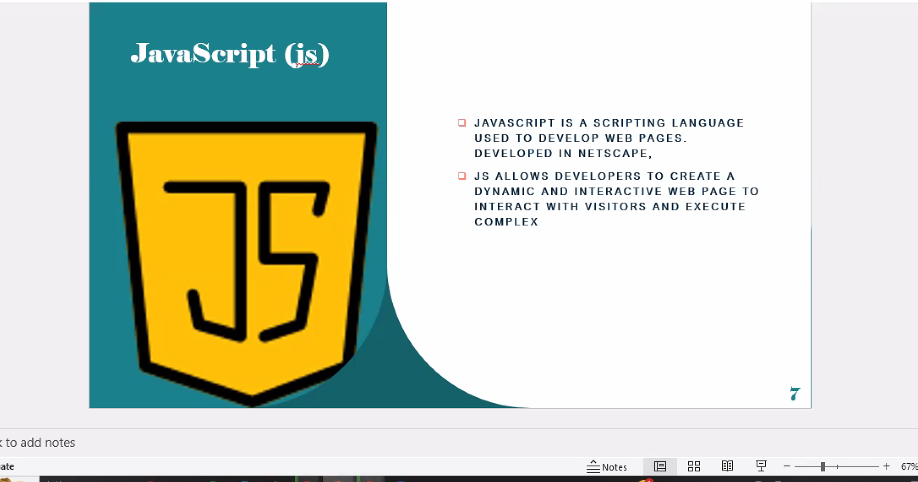 JavaScript (js)
JS
JAVASCRIPT IS A SCRIPTING LANGUAGE
USED TO DEVELOP WEB PAGES.
DEVELOPED IN NETSCAPE,
JS ALLOWS DEVELOPERS TO CREATE A
DYNAMIC AND INTERACTIVE WEB PAGE TO
INTERACT WITH VISITORS AND EXECUTE
COMPLEX
7
to add notes
Notes
67%